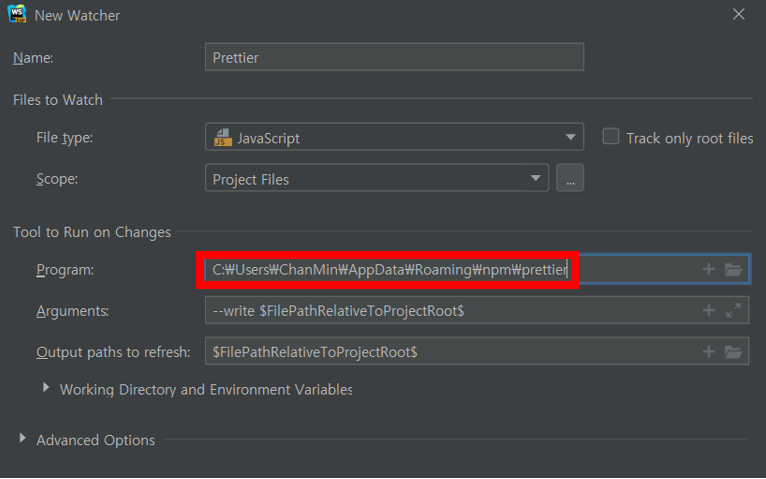 WS
New Watcher
Name: Prettier
Files to Watch
File type: JS JavaScript Track only root files
Scope: Project Files ...
Tool to Run on Changes
Program: C:₩Users₩ChanMin₩AppData₩Roaming₩npm₩prettier
Arguments: --write $FilePathRelativeToProjectRoot$
Output paths to refresh: $FilePathRelativeToProjectRoot$
Working Directory and Environment Variables
Advanced Options